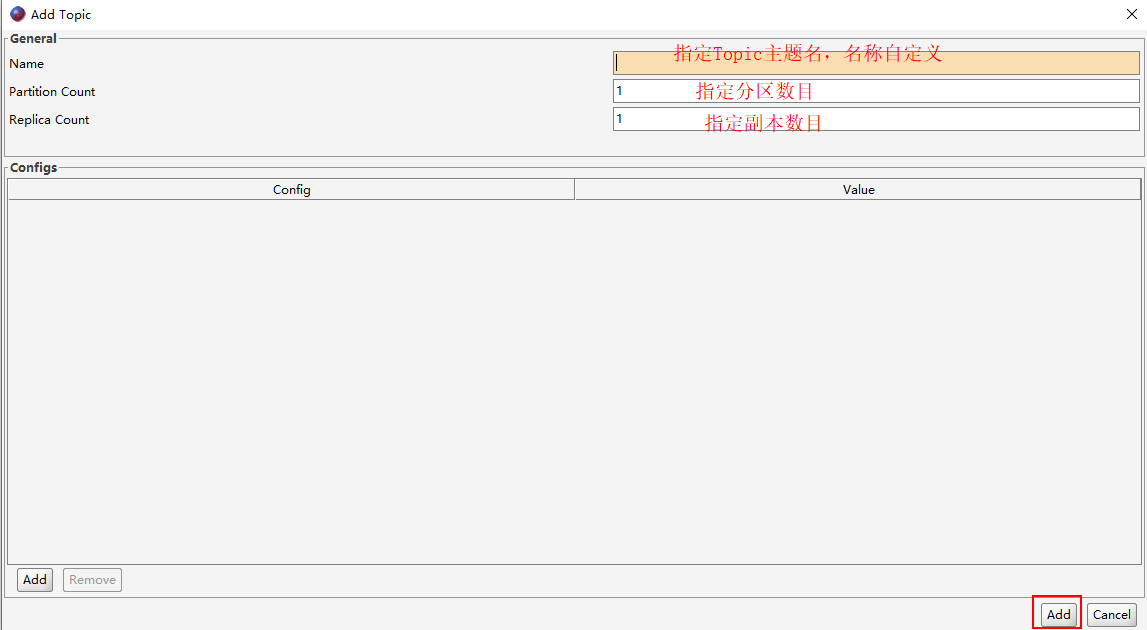 Add Topic
General
Name 指定Topic主题名，名称自定义
Partition Count 1 指定分区数目
Replica Count 1 指定副本数目
Configs
Config Value
Add Remove
Add Cancel